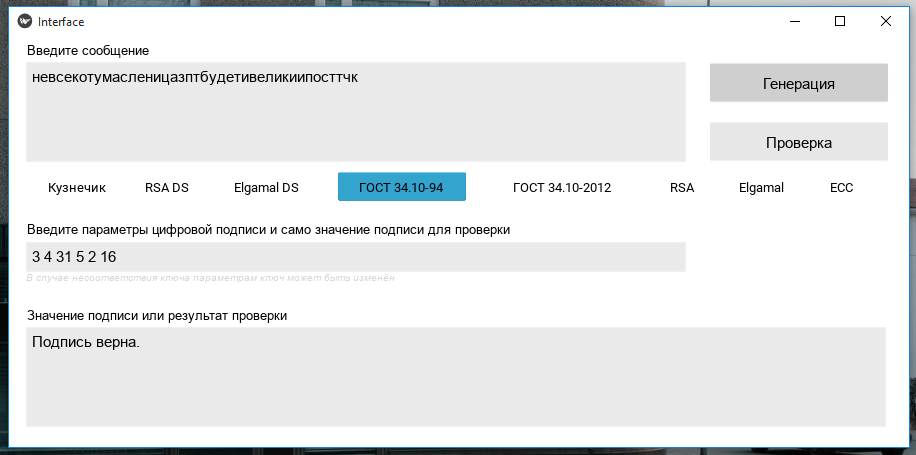 Interface
Введите сообщение
невсекотумасленицазптбудетивеликиипосттчк
Генерация
Проверка
Кузнечик RSA DS Elgamal DS ГОСТ 34.10-94 ГОСТ 34.10-2012 RSA Elgamal ECC
Введите параметры цифровой подписи и само значение подписи для проверки
3 4 31 5 2 16
В случае несоответствия ключа параметрам ключ может быть изменён
Значение подписи или результат проверки
Подпись верна.